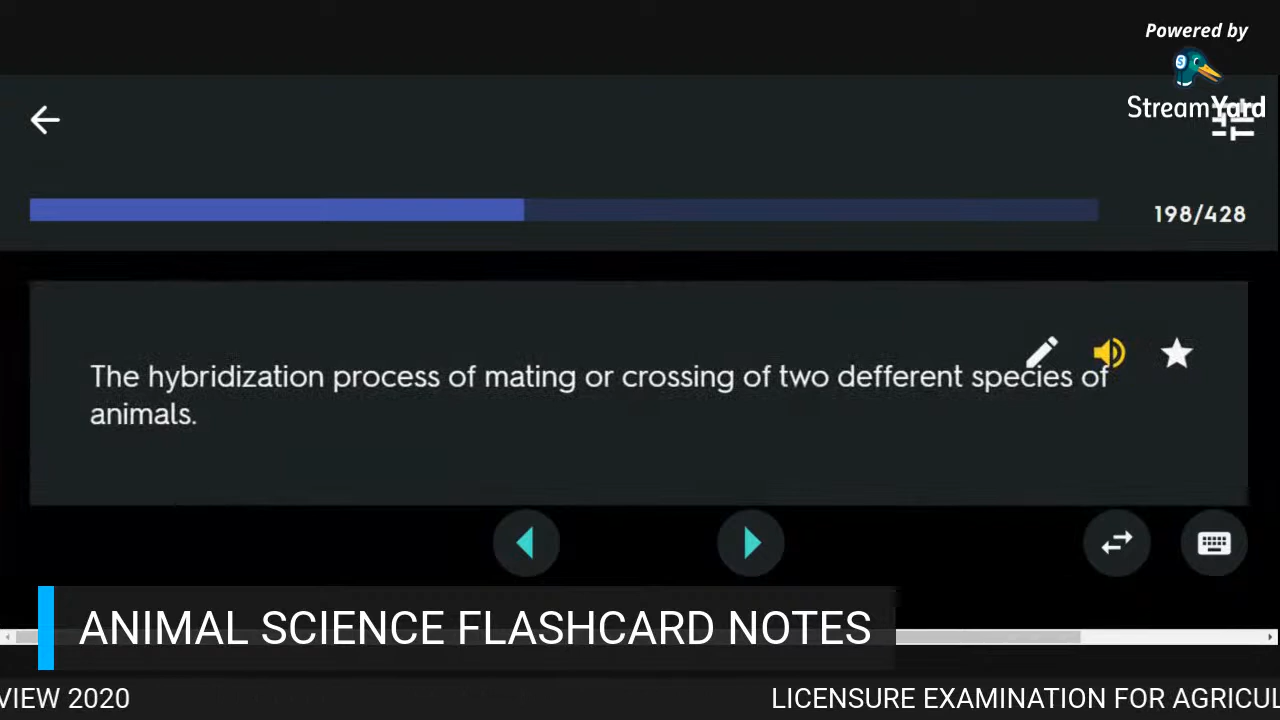 Powered by
StreamYard
198/428
The hybridization process of mating or crossing of two defferent species of
animals.
ANIMAL SCIENCE FLASHCARD NOTES
VIEW 2020
LICENSURE EXAMINATION FOR AGRICUL